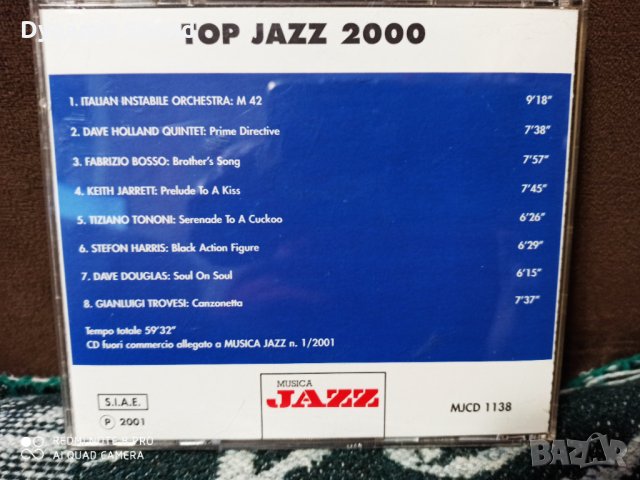 TOP JAZZ 2000
1. ITALIAN INSTABILE ORCHESTRA: M 42 9'18"
2. DAVE HOLLAND QUINTET: Prime Directive 7'38"
3. FABRIZIO BOSSO: Brother's Song 7'57"
4. KEITH JARRETT: Prelude To A Kiss 7'45"
5. TIZIANO TONONI: Serenade To A Cuckoo 6'26"
6. STEFON HARRIS: Black Action Figure 6'29"
7. DAVE DOUGLAS: Soul On Soul 6'15"
8. GIANLUIGI TROVESI: Canzonetta 7'37"
Tempo totale 59'32"
CD fuori commercio allegato a MUSICA JAZZ n. 1/2001
S.I.A.E.
℗ 2001
MUSICA
JAZZ
MJCD 1138
REDMI NOTE 9 PRO
AI QUAD CAMERA
BAZAR